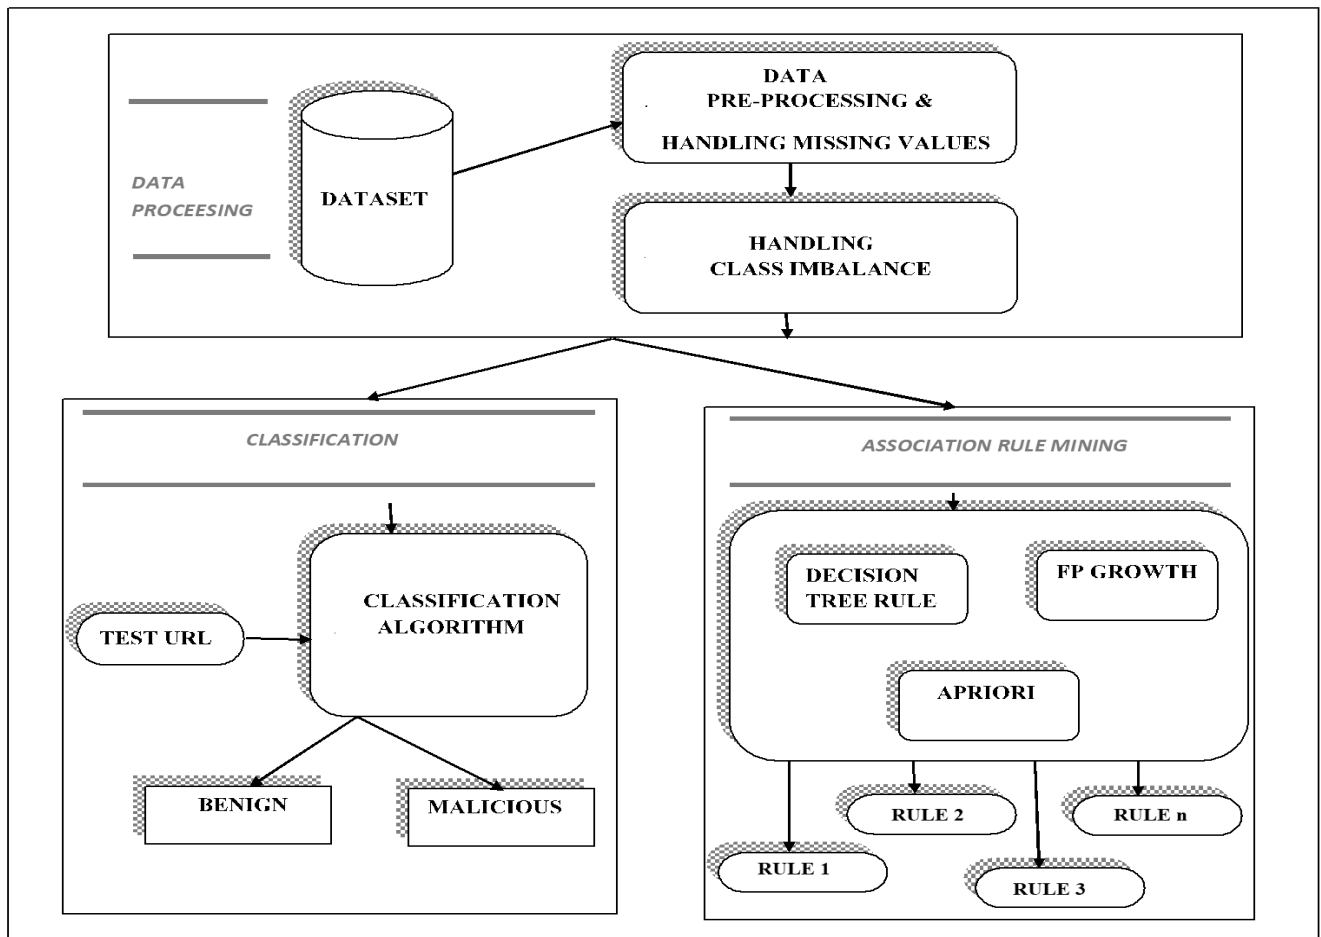 DATA
PRE-PROCESSING &
HANDLING MISSING VALUES
DATA
PROCEESING
DATASET
HANDLING
CLASS IMBALANCE
CLASSIFICATION
CLASSIFICATION
ALGORITHM
TEST URL
BENIGN
MALICIOUS
ASSOCIATION RULE MINING
DECISION
TREE RULE
FP GROWTH
APRIORI
RULE 1
RULE 2
RULE 3
RULE n